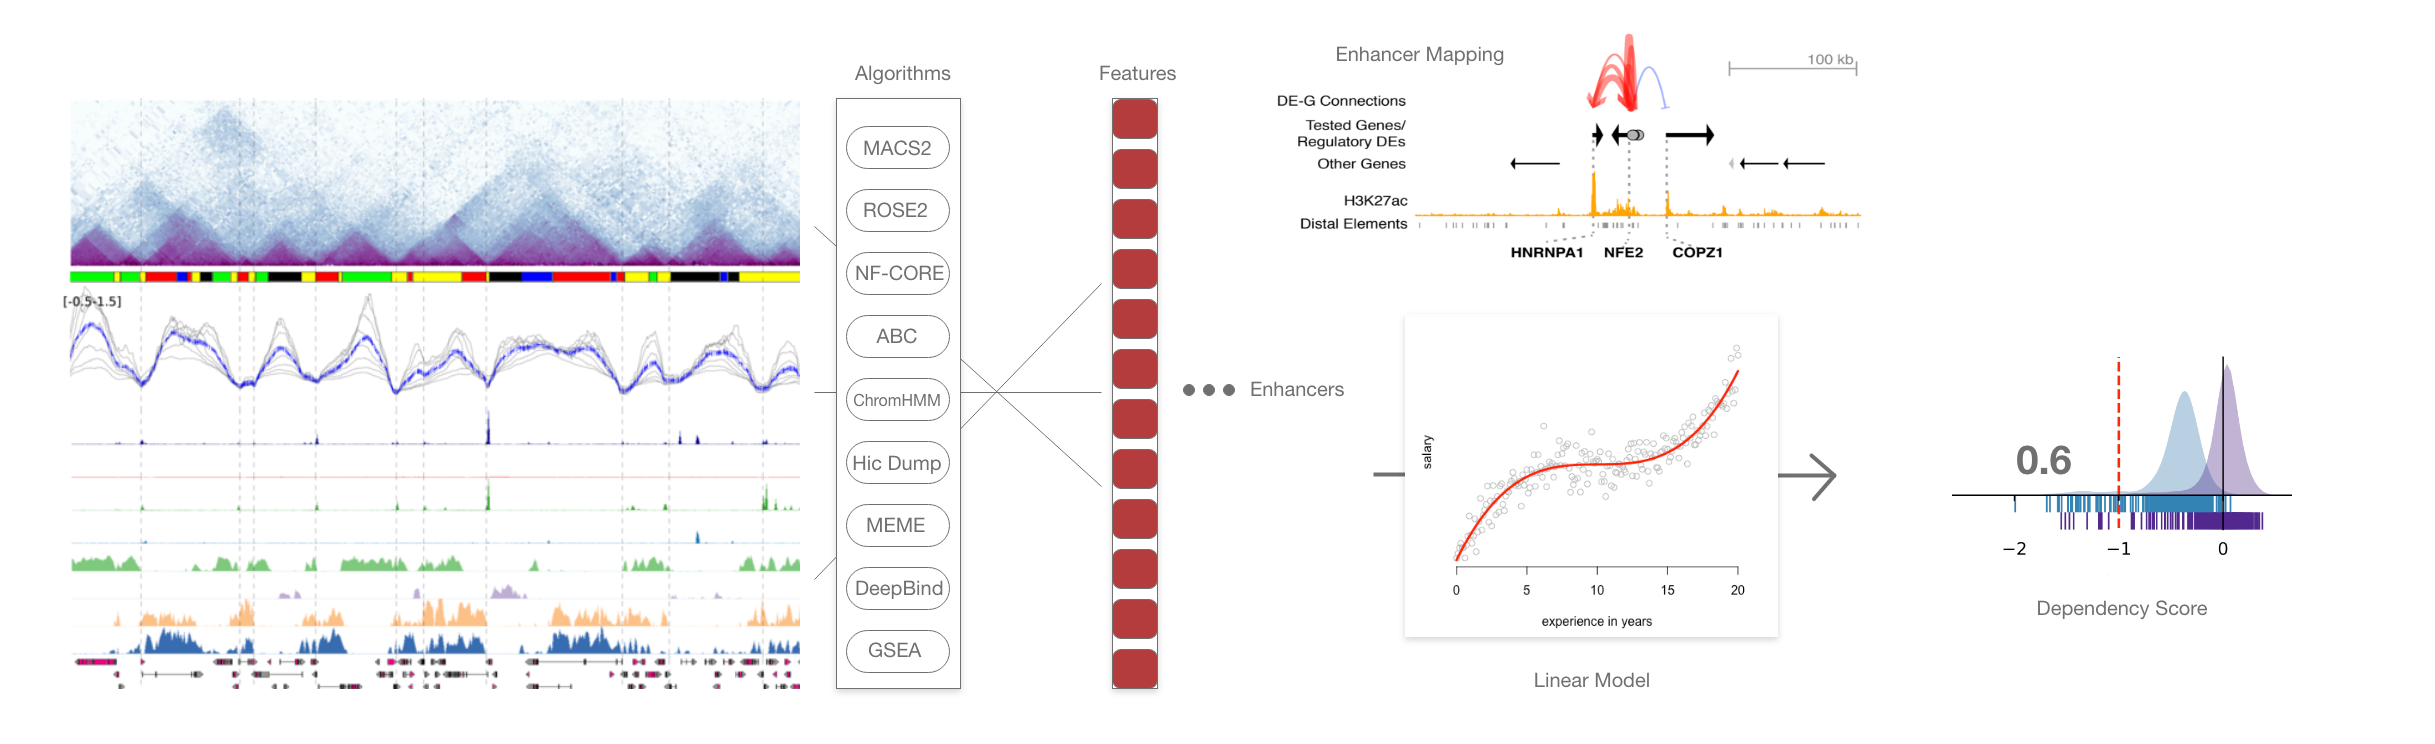 [-0.5-1.5]
Algorithms
MACS2
ROSE2
NF-CORE
ABC
ChromHMM
Hic Dump
MEME
DeepBind
GSEA
Features
Enhancers
Enhancer Mapping
100 kb
DE-G Connections
Tested Genes/
Regulatory DEs
Other Genes
H3K27ac
Distal Elements
HNRNPA1 NFE2 COPZ1
salary
0 5 10 15 20
experience in years
Linear Model
0.6
−2 −1 0
Dependency Score